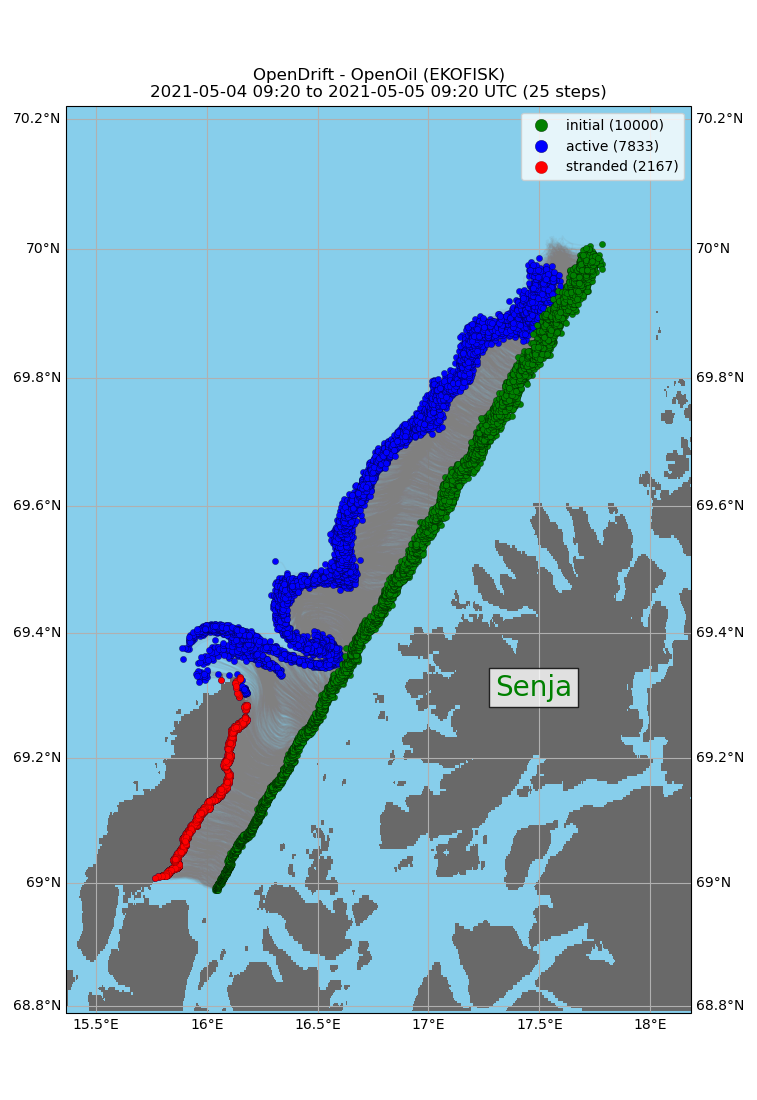 OpenDrift - OpenOil (EKOFISK)
2021-05-04 09:20 to 2021-05-05 09:20 UTC (25 steps)
initial (10000)
active (7833)
stranded (2167)
70.2°N 70.2°N
70°N 70°N
69.8°N 69.8°N
69.6°N 69.6°N
69.4°N 69.4°N
Senja
69.2°N 69.2°N
69°N 69°N
68.8°N 68.8°N
15.5°E 16°E 16.5°E 17°E 17.5°E 18°E